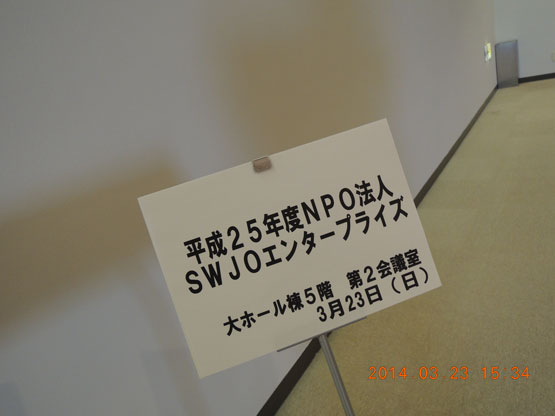 平成25年度NPO法人
SWJOエンタープライズ
大ホール棟5階 第2会議室
3月23日(日)
2014.03.23 15:34